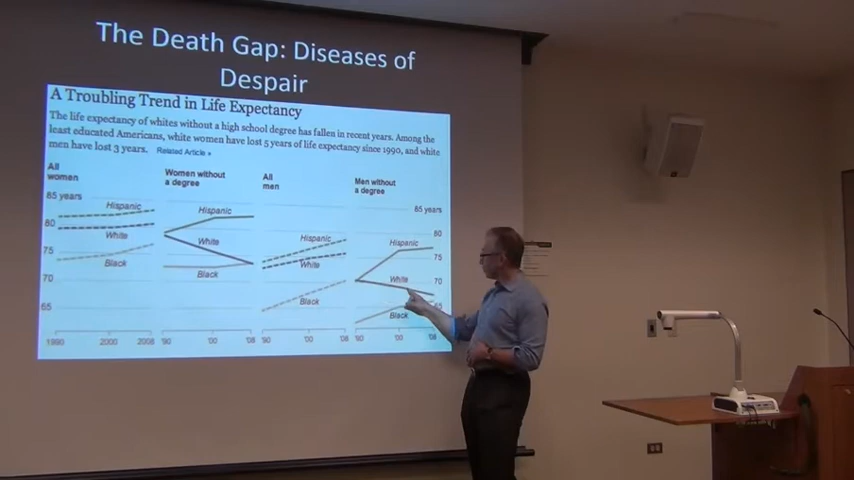 The Death Gap: Diseases of
Despair
A Troubling Trend in Life Expectancy
The life expectancy of whites without a high school degree has fallen in recent years. Among the
least educated Americans, white women have lost 5 years of life expectancy since 1990, and white
men have lost 3 years. Related Article
All
women
Women without
a degree
All
men
Men without
a degree
85 years
80
75
70
65
Hispanic
White
Black
Hispanic
White
Black
Hispanic
White
Black
Hispanic
White
Black
85 years
80
75
70
65
1990 2000 2008
'90 '00 '08
'90 '00 '08
'90 '00 '08